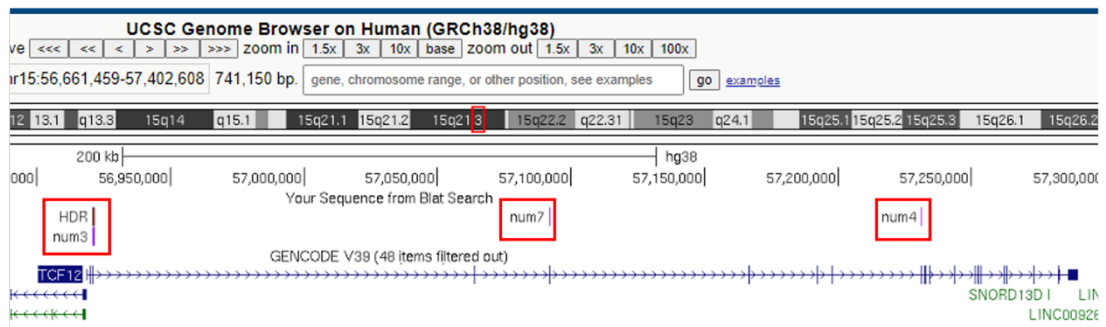 UCSC Genome Browser on Human (GRCh38/hg38)
ve <<< << < > >> >>> zoom in 1.5x 3x 10x base zoom out 1.5x 3x 10x 100x
nr15:56,661,459-57,402,608 741,150 bp. gene, chromosome range, or other position, see examples go examples
12 13.1 q13.3 15q14 q15.1 15q21.1 15q21.2 15q21.3 15q22.2 q22.31 15q23 q24.1 15q25.1 15q25.2 15q25.3 15q26.1 15q26.2
200 kb hg38
000| 56,950,000| 57,000,000| 57,050,000| 57,100,000| 57,150,000| 57,200,000| 57,250,000| 57,300,000
Your Sequence from Blat Search
HDR num7 num4
num3
GENCODE V39 (48 items filtered out)
TCF12
SNORD13D LIN
LINC00926